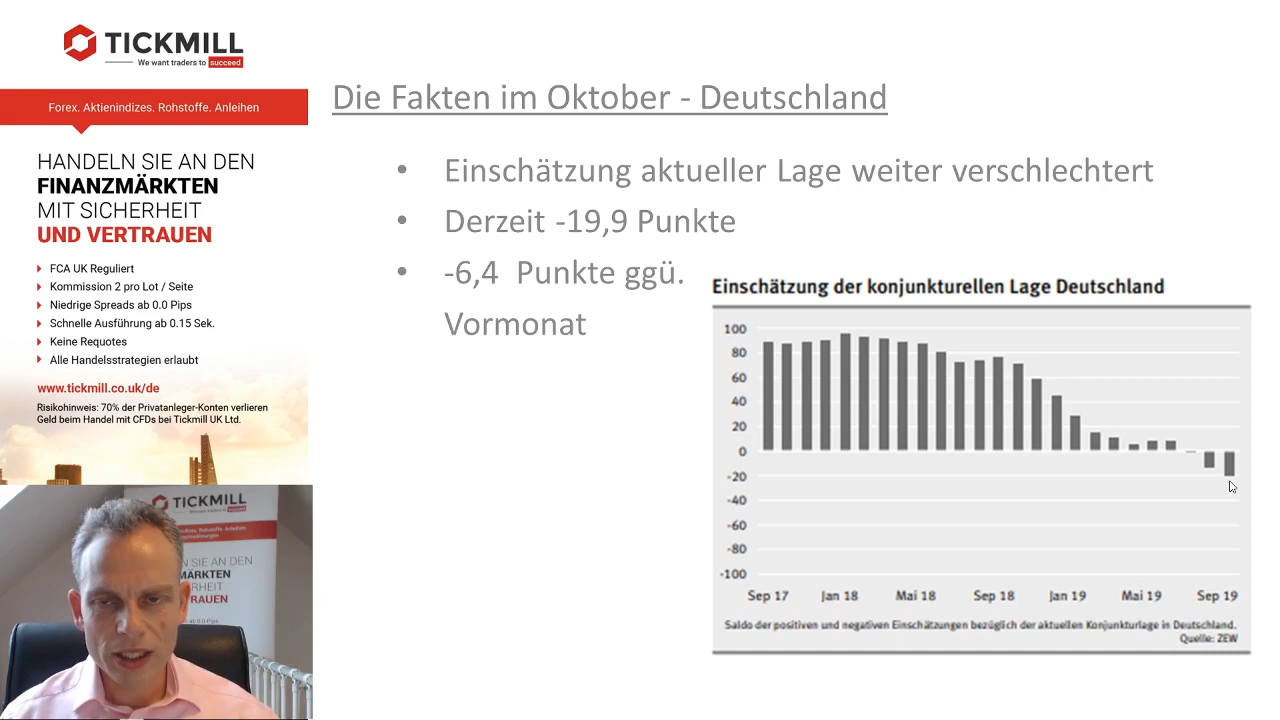 TICKMILL
We want traders to succeed
Forex. Aktienindizes. Rohstoffe. Anleihen
HANDELN SIE AN DEN
FINANZMÄRKTEN
MIT SICHERHEIT
UND VERTRAUEN
FCA UK Reguliert
Kommission 2 pro Lot / Seite
Niedrige Spreads ab 0.0 Pips
Schnelle Ausführung ab 0.15 Sek.
Keine Requotes
Alle Handelsstrategien erlaubt
www.tickmill.co.uk/de
Risikohinweis: 70% der Privatanleger-Konten verlieren
Geld beim Handel mit CFDs bei Tickmill UK Ltd.
Die Fakten im Oktober - Deutschland
• Einschätzung aktueller Lage weiter verschlechtert
• Derzeit -19,9 Punkte
• -6,4 Punkte ggü.
Vormonat
Einschätzung der konjunkturellen Lage Deutschland
100
80
60
40
20
0
-20
-40
-60
-80
-100
Sep 17 Jan 18 Mai 18 Sep 18 Jan 19 Mai 19 Sep 19
Saldo der positiven und negativen Einschätzungen bezüglich der aktuellen Konjunkturlage in Deutschland.
Quelle: ZEW
TICKMILL
N SIE AN DEN
MÄRKTEN
RHEIT
RAUEN